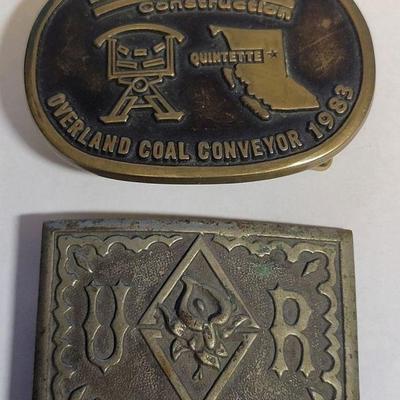 Construction
QUINTETTE
OVERLAND COAL CONVEYOR 1983
U R